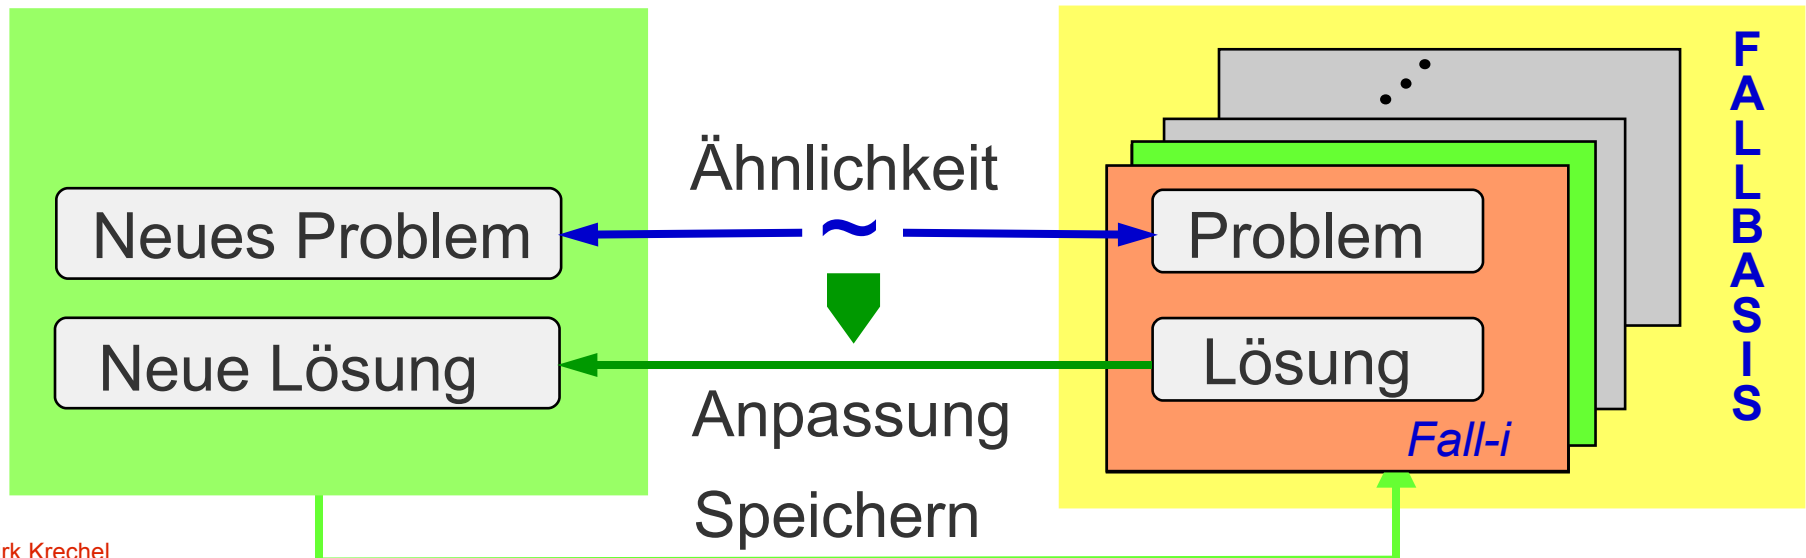 Ähnlichkeit
~
Neues Problem
Problem
Neue Lösung
Lösung
Anpassung
Fall-i
Speichern
FALLBASIS
rk Krechel